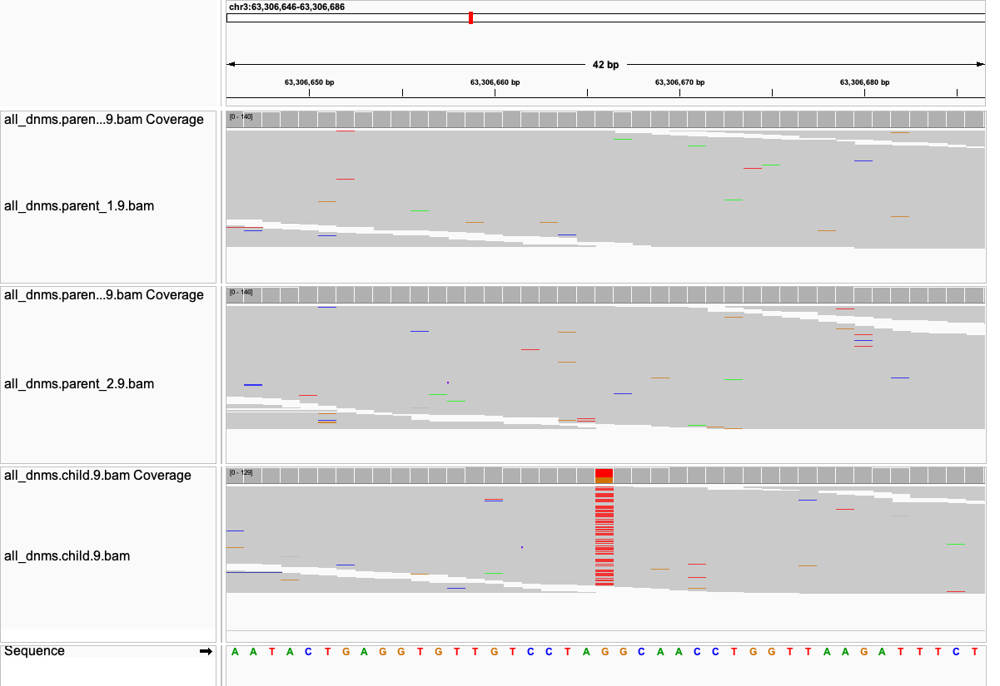 chr3:63,306,646-63,306,686
42 bp
63,306,650 bp 63,306,660 bp 63,306,670 bp 63,306,680 bp
all_dnms.paren...9.bam Coverage
[0 - 140]
all_dnms.parent_1.9.bam
all_dnms.paren...9.bam Coverage
[0 - 146]
all_dnms.parent_2.9.bam
all_dnms.child.9.bam Coverage
[0 - 129]
all_dnms.child.9.bam
Sequence
A A T A C T G A G G T G T T G T C C T A G G C A A C C T G G T T A A G A T T T C T